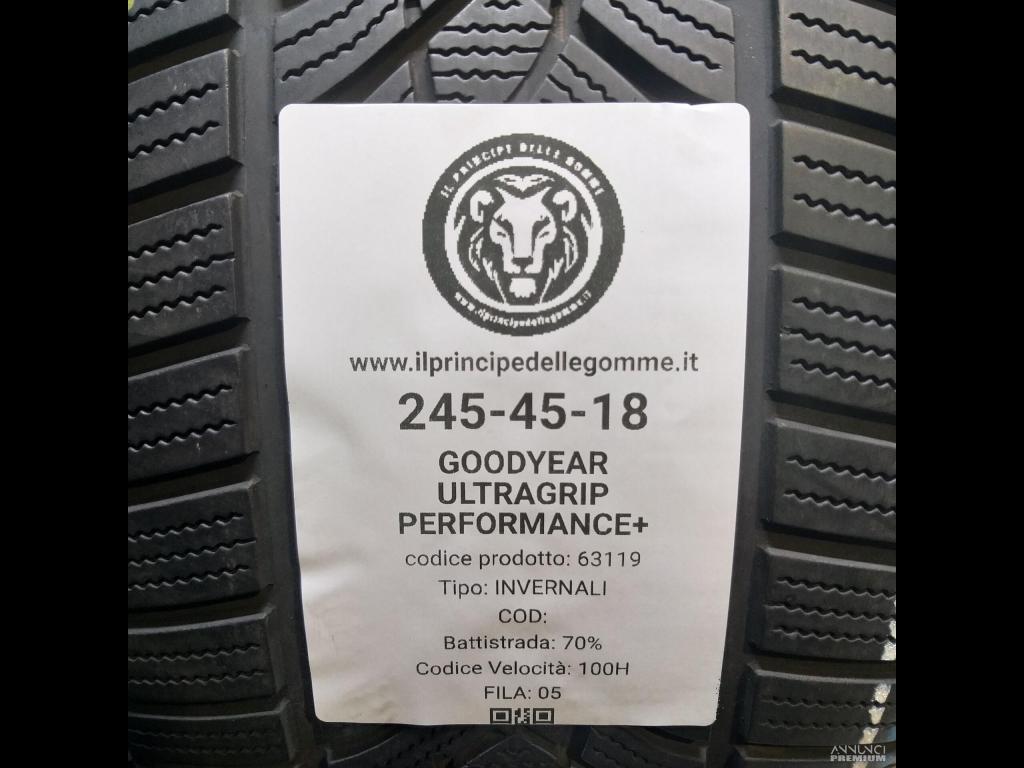 IL PRINCIPE DELLE GOMME
www.ilprincipedellegomme.it
www.ilprincipedellegomme.it
245-45-18
GOODYEAR
ULTRAGRIP
PERFORMANCE+
codice prodotto: 63119
Tipo: INVERNALI
COD:
Battistrada: 70%
Codice Velocità: 100H
FILA: 05
ANNUNCI
PREMIUM